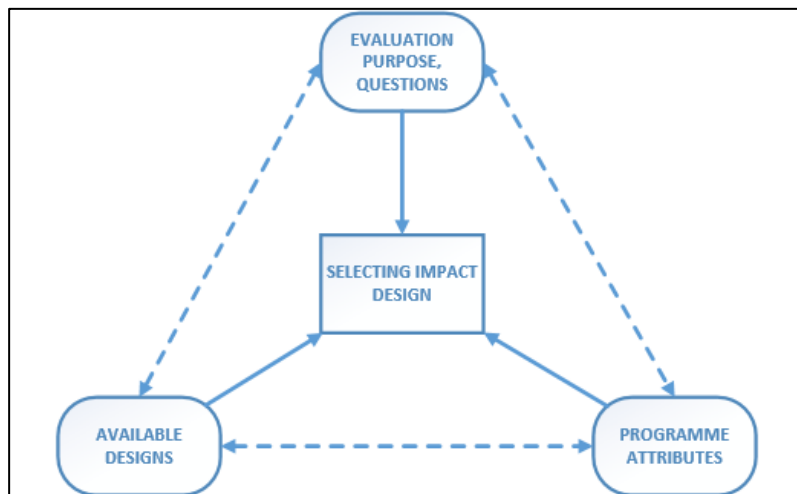 EVALUATION
PURPOSE,
QUESTIONS
SELECTING IMPACT
DESIGN
AVAILABLE
DESIGNS
PROGRAMME
ATTRIBUTES